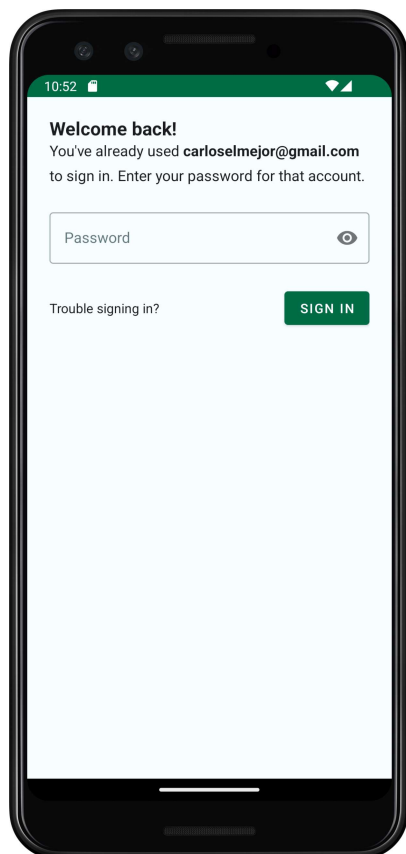 10:52
Welcome back!
You've already used carloselmejor@gmail.com
to sign in. Enter your password for that account.
Password
Trouble signing in?
SIGN IN